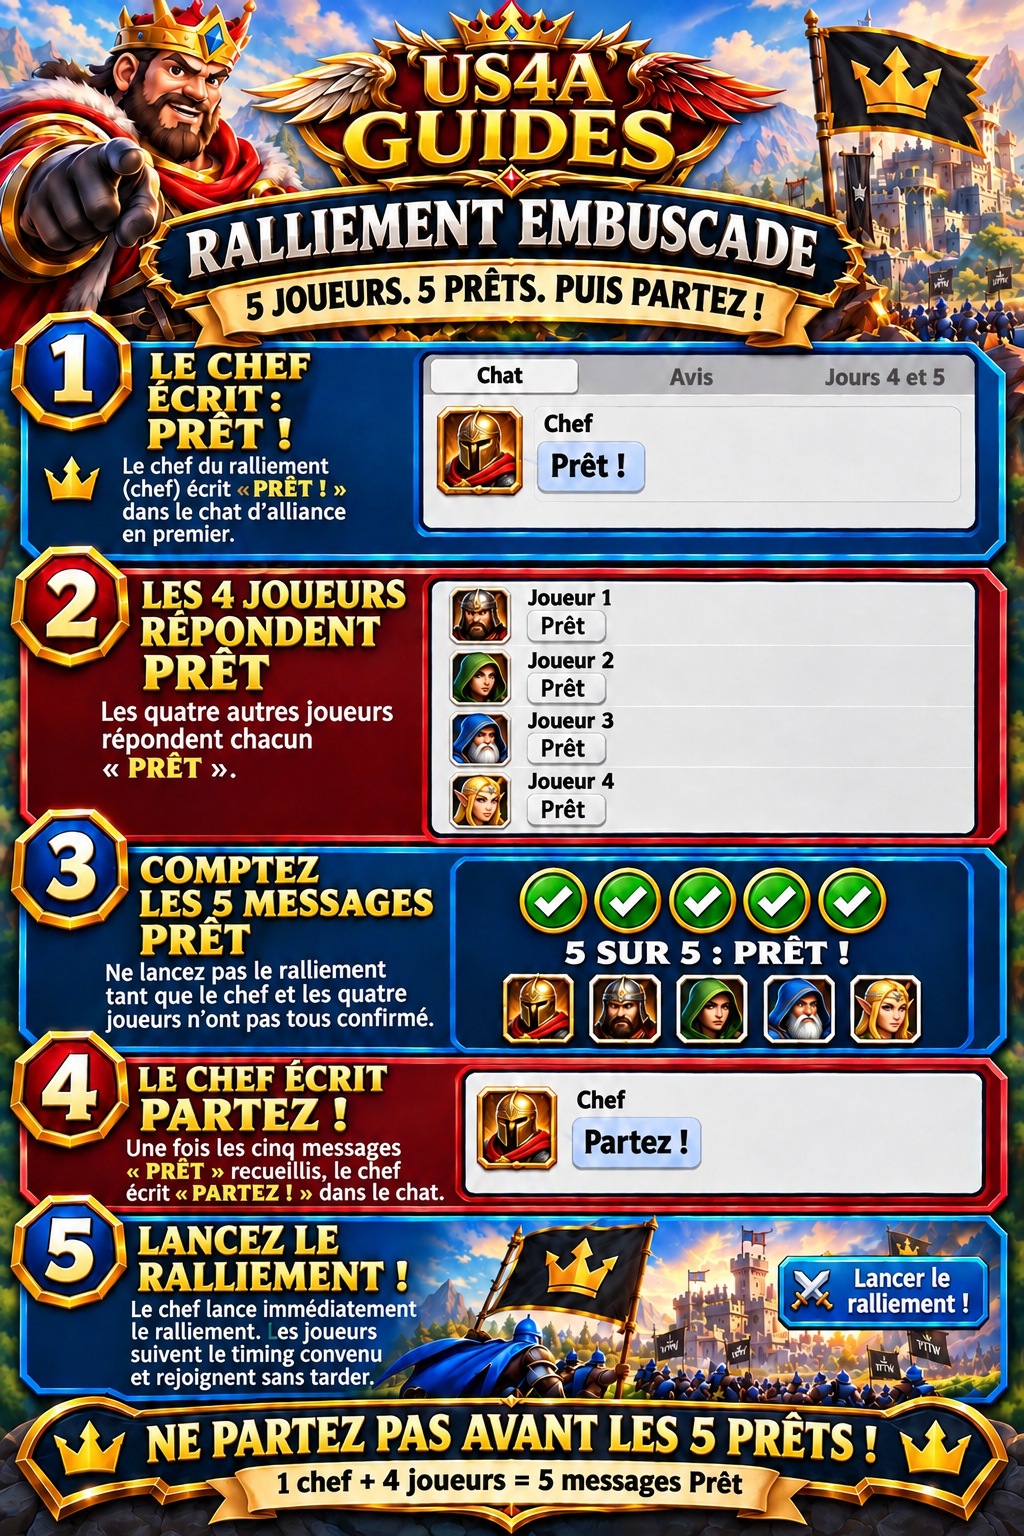 US4A
GUIDES
RALLIEMENT EMBUSCADE
5 JOUEURS. 5 PRÊTS. PUIS PARTEZ !
1
LE CHEF
ÉCRIT :
PRÊT !
Le chef du ralliement
(chef) écrit « PRÊT ! »
dans le chat d’alliance
en premier.
Chat
Avis
Jours 4 et 5
Chef
Prêt !
2
LES 4 JOUEURS
RÉPONDENT
PRÊT
Les quatre autres joueurs
répondent chacun
« PRÊT ».
Joueur 1
Prêt
Joueur 2
Prêt
Joueur 3
Prêt
Joueur 4
Prêt
3
COMPTEZ
LES 5 MESSAGES
PRÊT
Ne lancez pas le ralliement
tant que le chef et les quatre
joueurs n’ont pas tous confirmé.
5 SUR 5 : PRÊT !
4
LE CHEF ÉCRIT
PARTEZ !
Une fois les cinq messages
« PRÊT » recueillis, le chef
écrit « PARTEZ ! » dans le chat.
Chef
Partez !
5
LANCEZ LE
RALLIEMENT !
Le chef lance immédiatement
le ralliement. Les joueurs
suivent le timing convenu
et rejoignent sans tarder.
Lancer le
ralliement !
NE PARTEZ PAS AVANT LES 5 PRÊTS !
1 chef + 4 joueurs = 5 messages Prêt